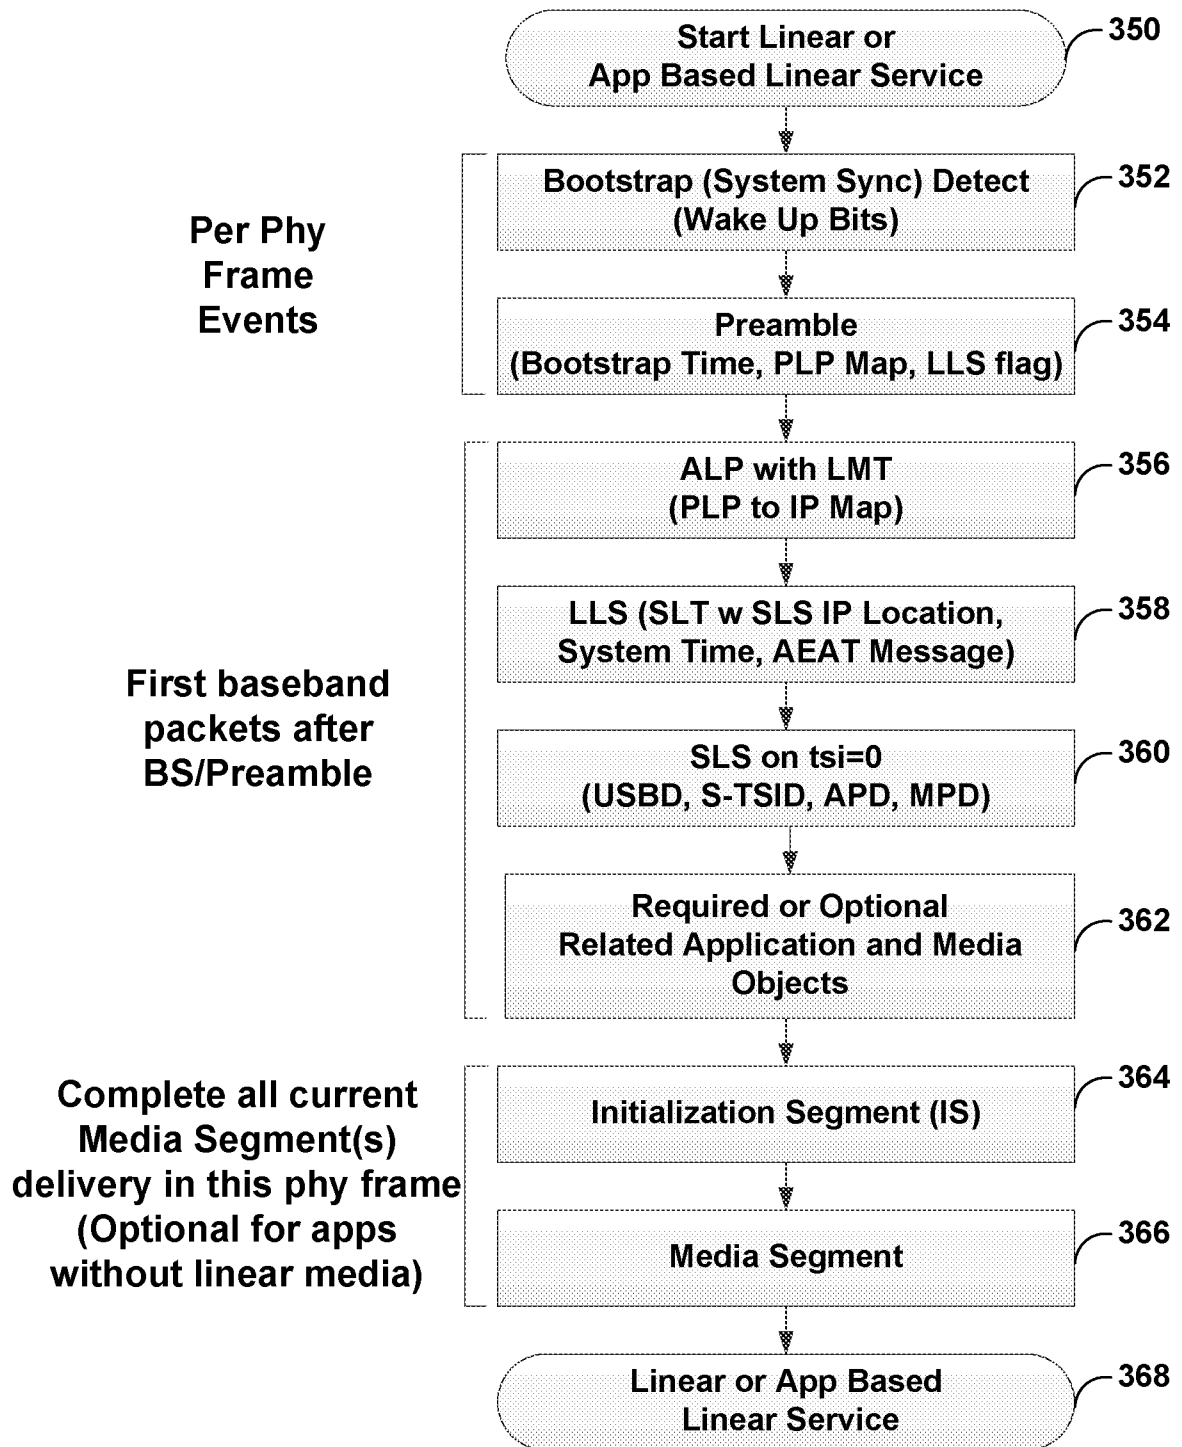 Start Linear or
App Based Linear Service
350
Bootstrap (System Sync) Detect
(Wake Up Bits)
352
Per Phy
Frame
Events
Preamble
(Bootstrap Time, PLP Map, LLS flag)
354
ALP with LMT
(PLP to IP Map)
356
LLS (SLT w SLS IP Location,
System Time, AEAT Message)
358
First baseband
packets after
BS/Preamble
SLS on tsi=0
(USBD, S-TSID, APD, MPD)
360
Required or Optional
Related Application and Media
Objects
362
Complete all current
Media Segment(s)
delivery in this phy frame
(Optional for apps
without linear media)
Initialization Segment (IS)
364
Media Segment
366
Linear or App Based
Linear Service
368